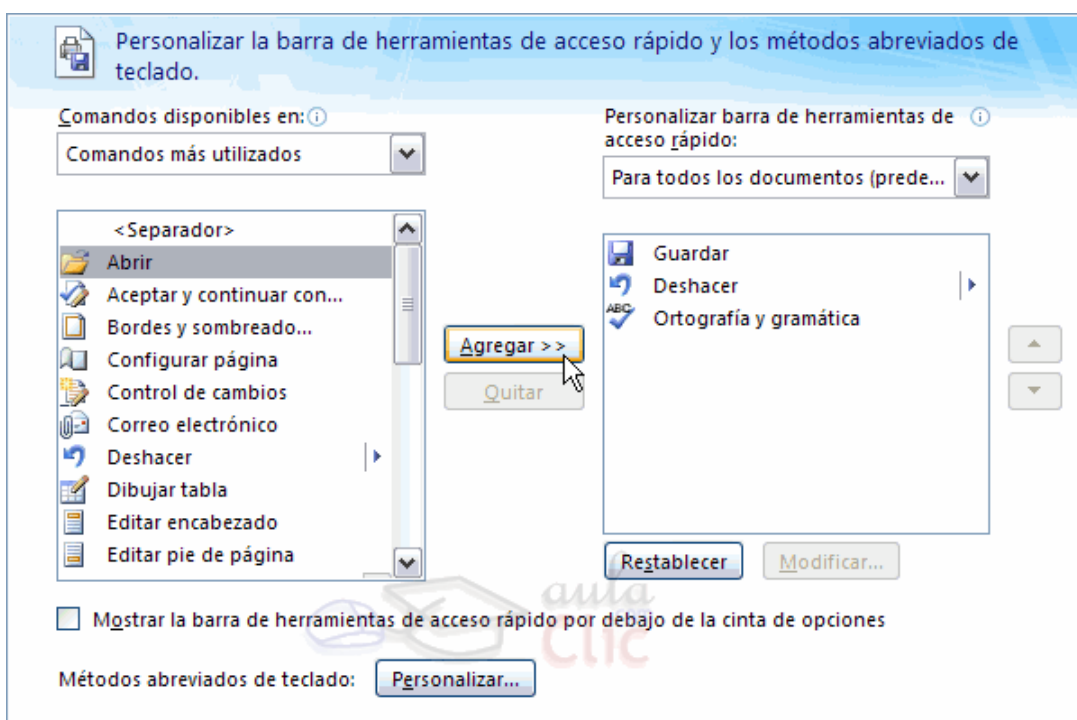 Personalizar la barra de herramientas de acceso rápido y los métodos abreviados de
teclado.
Comandos disponibles en:
Comandos más utilizados
<Separador>
Abrir
Aceptar y continuar con...
Bordes y sombreado...
Configurar página
Control de cambios
Correo electrónico
Deshacer
Dibujar tabla
Editar encabezado
Editar pie de página
Agregar >>
Quitar
Personalizar barra de herramientas de
acceso rápido:
Para todos los documentos (prede...
Guardar
Deshacer
ABC
Ortografía y gramática
Restablecer
Modificar...
aula
.com
Clic
Mostrar la barra de herramientas de acceso rápido por debajo de la cinta de opciones
Métodos abreviados de teclado:
Personalizar...